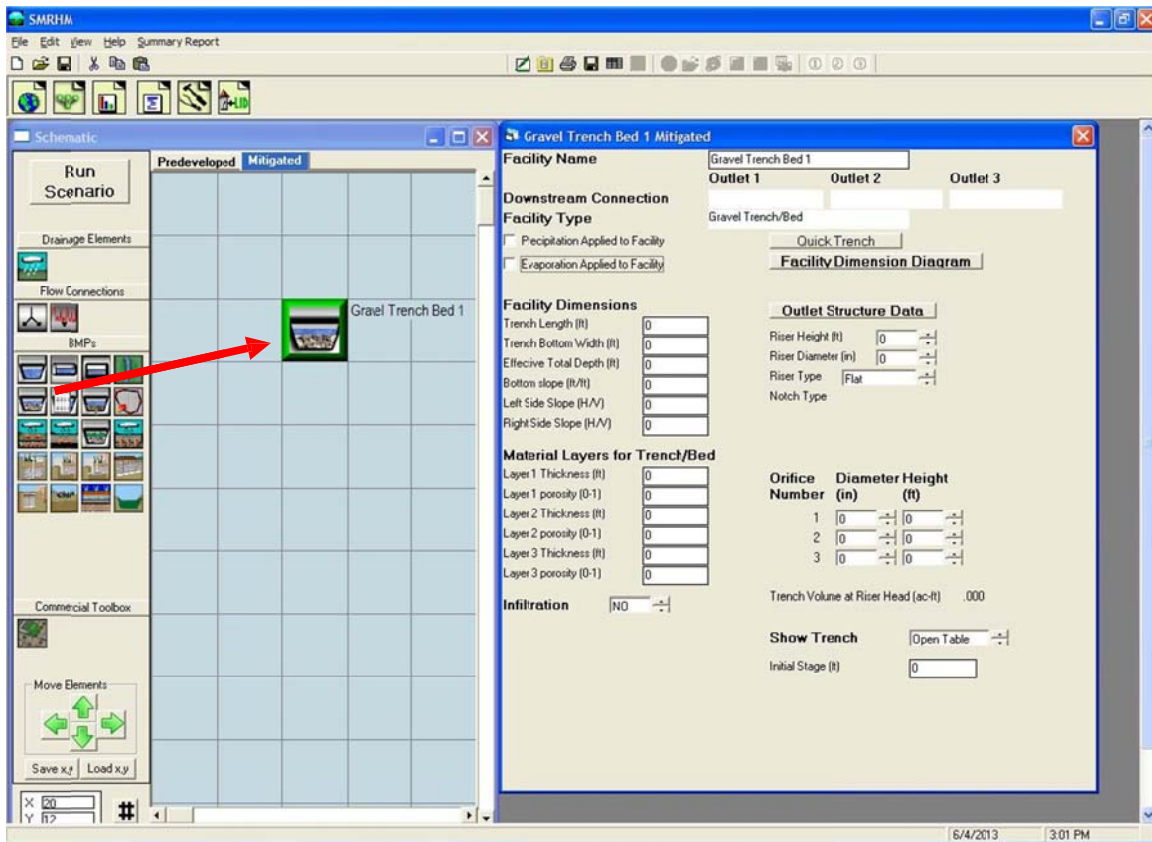 SMRHM
File Edit View Help Summary Report
Schematic
Run
Scenario
Drainage Elements
Flow Connections
BMPs
Commercial Toolbox
Move Elements
Save x,y Load x,y
X 20
Y 12
#
Predeveloped Mitigated
Gravel Trench Bed 1
Gravel Trench Bed 1 Mitigated
Facility Name Gravel Trench Bed 1
Outlet 1 Outlet 2 Outlet 3
Downstream Connection
Facility Type Gravel Trench/Bed
Precipitation Applied to Facility Quick Trench
Evaporation Applied to Facility Facility Dimension Diagram
Facility Dimensions
Trench Length (ft) 0
Trench Bottom Width (ft) 0
Effective Total Depth (ft) 0
Bottom slope (ft/ft) 0
Left Side Slope (H/V) 0
Right Side Slope (H/V) 0
Material Layers for Trench/Bed
Layer 1 Thickness (ft) 0
Layer 1 porosity (0-1) 0
Layer 2 Thickness (ft) 0
Layer 2 porosity (0-1) 0
Layer 3 Thickness (ft) 0
Layer 3 porosity (0-1) 0
Infiltration NO
Outlet Structure Data
Riser Height (ft) 0
Riser Diameter (in) 0
Riser Type Flat
Notch Type
Orifice Diameter Height
Number (in) (ft)
1 0 0
2 0 0
3 0 0
Trench Volume at Riser Head (ac-ft) .000
Show Trench Open Table
Initial Stage (ft) 0
6/4/2013 3:01 PM